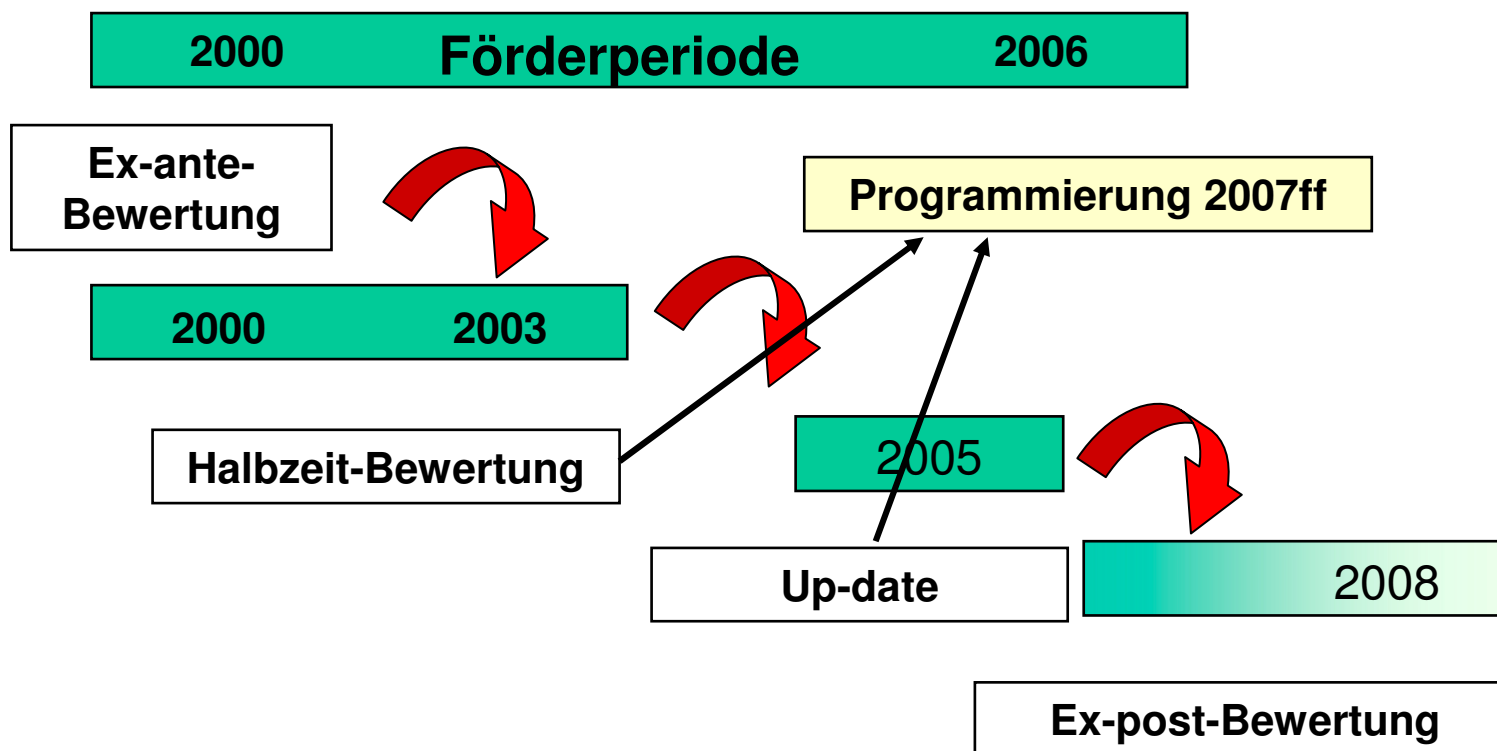 2000 Förderperiode 2006
Ex-ante-
Bewertung
Programmierung 2007ff
2000 2003
Halbzeit-Bewertung
2005
Up-date
2008
Ex-post-Bewertung